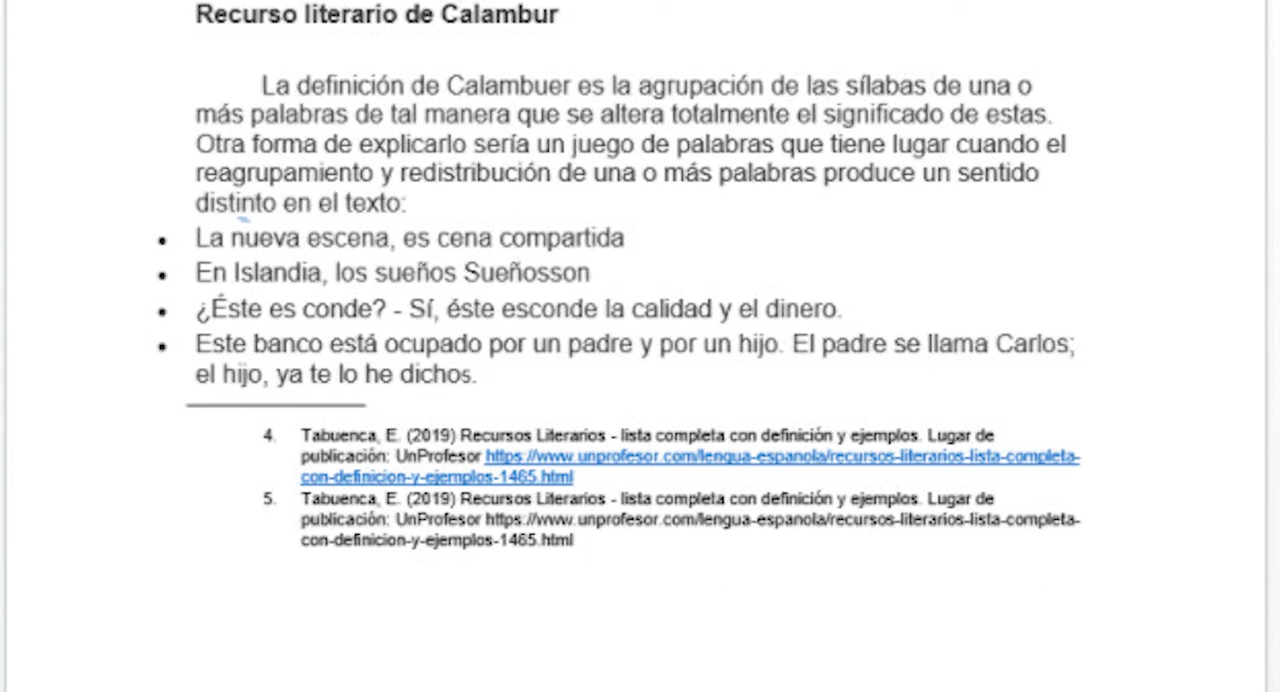 Recurso literario de Calambur
La definición de Calambuer es la agrupación de las sílabas de una o
más palabras de tal manera que se altera totalmente el significado de estas.
Otra forma de explicarlo sería un juego de palabras que tiene lugar cuando el
reagrupamiento y redistribución de una o más palabras produce un sentido
distinto en el texto:
• La nueva escena, es cena compartida
• En Islandia, los sueños Sueñosson
• ¿Éste es conde? - Sí, éste esconde la calidad y el dinero.
• Este banco está ocupado por un padre y por un hijo. El padre se llama Carlos;
el hijo, ya te lo he dichos.
4. Tabuenca, E. (2019) Recursos Literarios - lista completa con definición y ejemplos. Lugar de
publicación: UnProfesor https://www.unprofesor.com/lengua-espanola/recursos-literarios-lista-completa-
con-definicion-y-ejemplos-1465.html
5. Tabuenca, E. (2019) Recursos Literarios - lista completa con definición y ejemplos. Lugar de
publicación: UnProfesor https://www.unprofesor.com/lengua-espanola/recursos-literarios-lista-completa-
con-definicion-y-ejemplos-1465.html